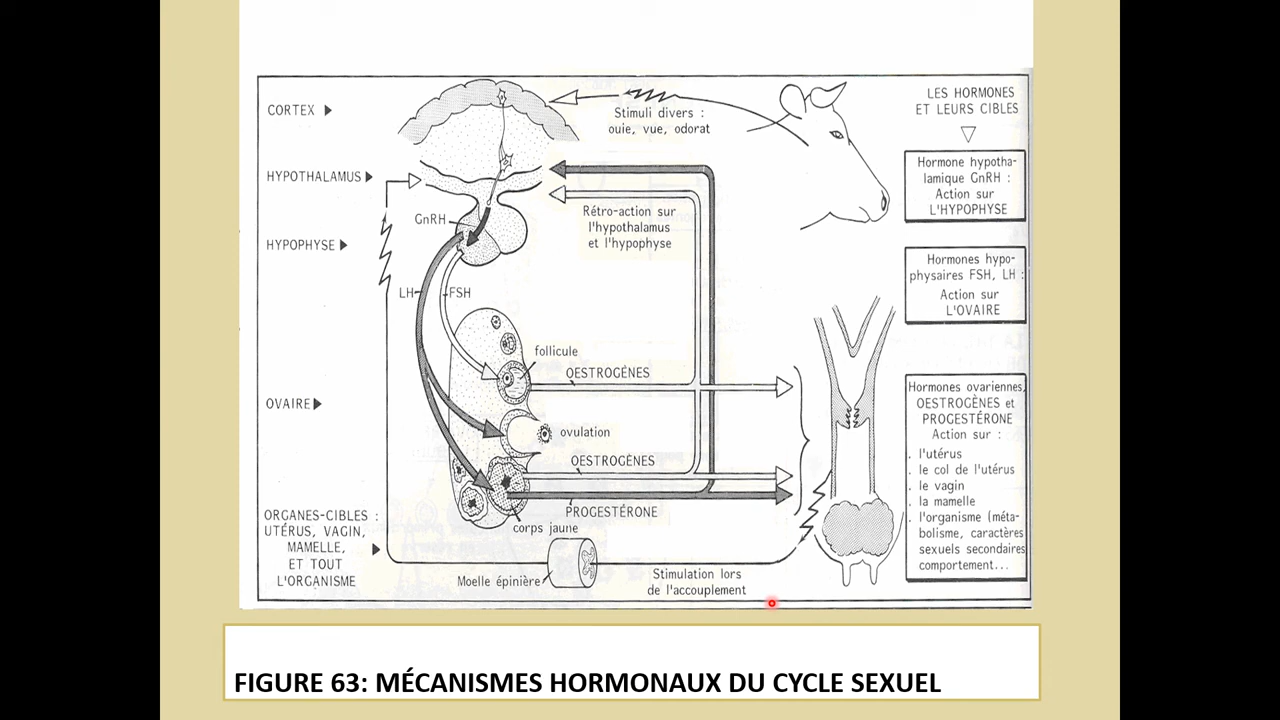 CORTEX
Stimuli divers :
ouie, vue, odorat
LES HORMONES
ET LEURS CIBLES
HYPOTHALAMUS
GnRH
Rétro-action sur
l'hypothalamus
et l'hypophyse
HYPOPHYSE
LH
FSH
follicule
OESTROGÈNES
OVAIRE
ovulation
OESTROGÈNES
PROGESTÉRONE
corps jaune
ORGANES-CIBLES :
UTÉRUS, VAGIN,
MAMELLE,
ET TOUT
L'ORGANISME
Moelle épinière
Stimulation lors
de l'accouplement
Hormone hypotha-
lamique GnRH :
Action sur
L'HYPOPHYSE
Hormones hypo-
physaires FSH, LH :
Action sur
L'OVAIRE
Hormones ovariennes,
OESTROGÈNES et
PROGESTÉRONE
Action sur :
. l'utérus
. le col de l'utérus
. le vagin
. la mamelle
. l'organisme (méta-
bolisme, caractères
sexuels secondaires
comportement...
FIGURE 63: MÉCANISMES HORMONAUX DU CYCLE SEXUEL